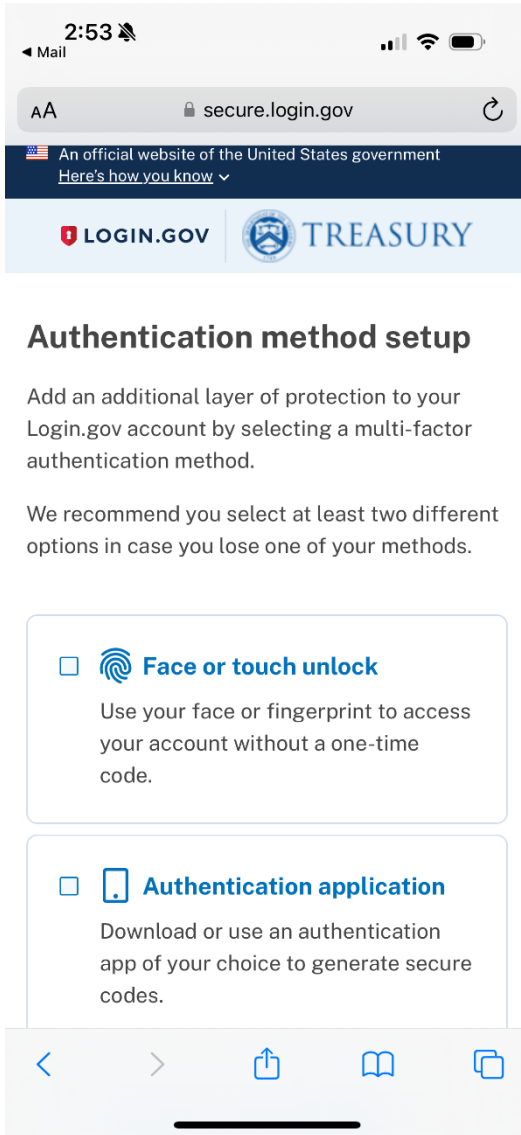 2:53
◀ Mail
AA secure.login.gov
An official website of the United States government
Here's how you know
LOGIN.GOV TREASURY
Authentication method setup
Add an additional layer of protection to your
Login.gov account by selecting a multi-factor
authentication method.
We recommend you select at least two different
options in case you lose one of your methods.
Face or touch unlock
Use your face or fingerprint to access
your account without a one-time
code.
Authentication application
Download or use an authentication
app of your choice to generate secure
codes.